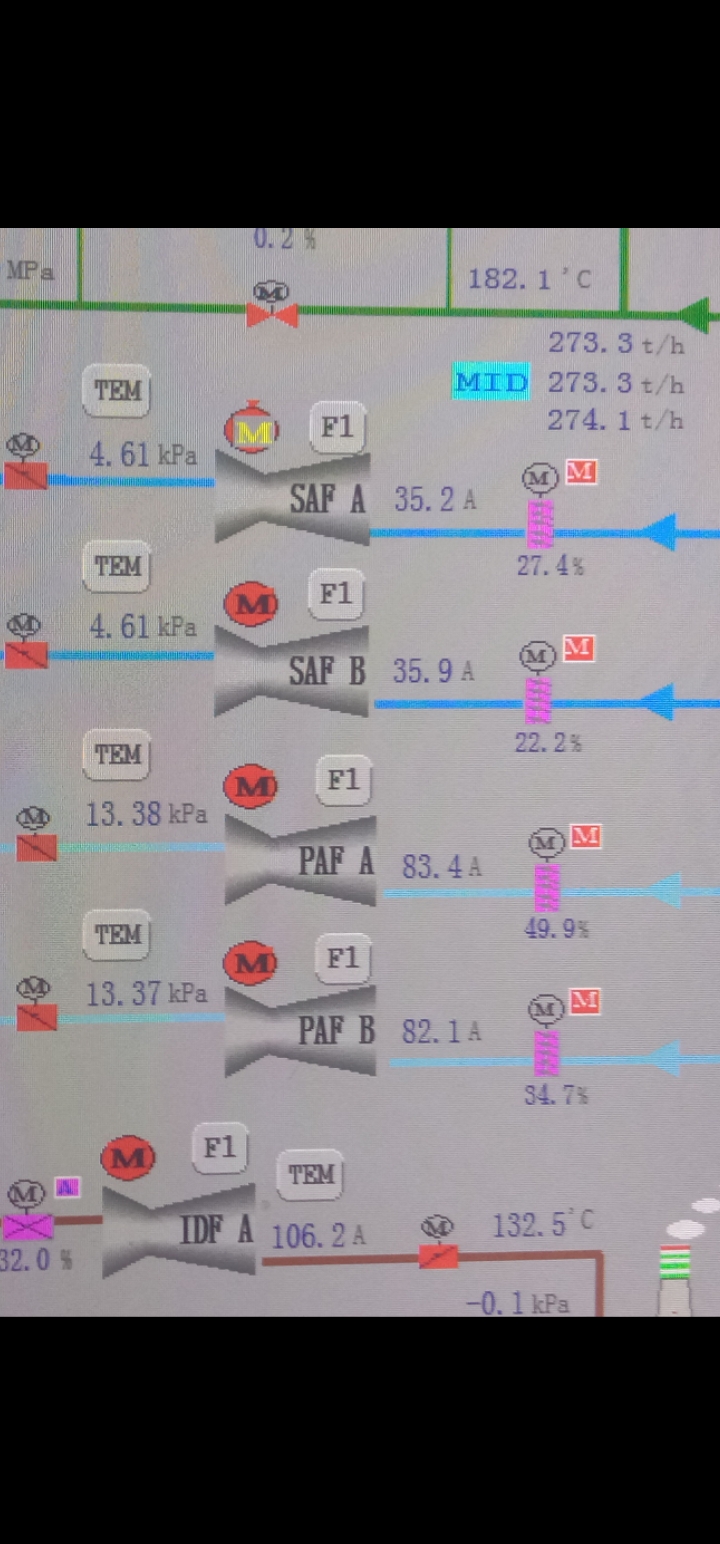 0.2 %
MPa
182.1 °C
M
273.3 t/h
MID 273.3 t/h
274.1 t/h
TEM
M
F1
M
4.61 kPa
SAF A
35.2 A
M
M
27.4%
TEM
M
F1
M
4.61 kPa
SAF B
35.9 A
M
M
22.2%
TEM
M
F1
M
13.38 kPa
PAF A
83.4 A
M
M
49.9%
TEM
M
F1
M
13.37 kPa
PAF B
82.1 A
M
M
34.7%
M
F1
TEM
M
A
IDF A
106.2 A
M
132.5 °C
32.0 %
-0.1 kPa